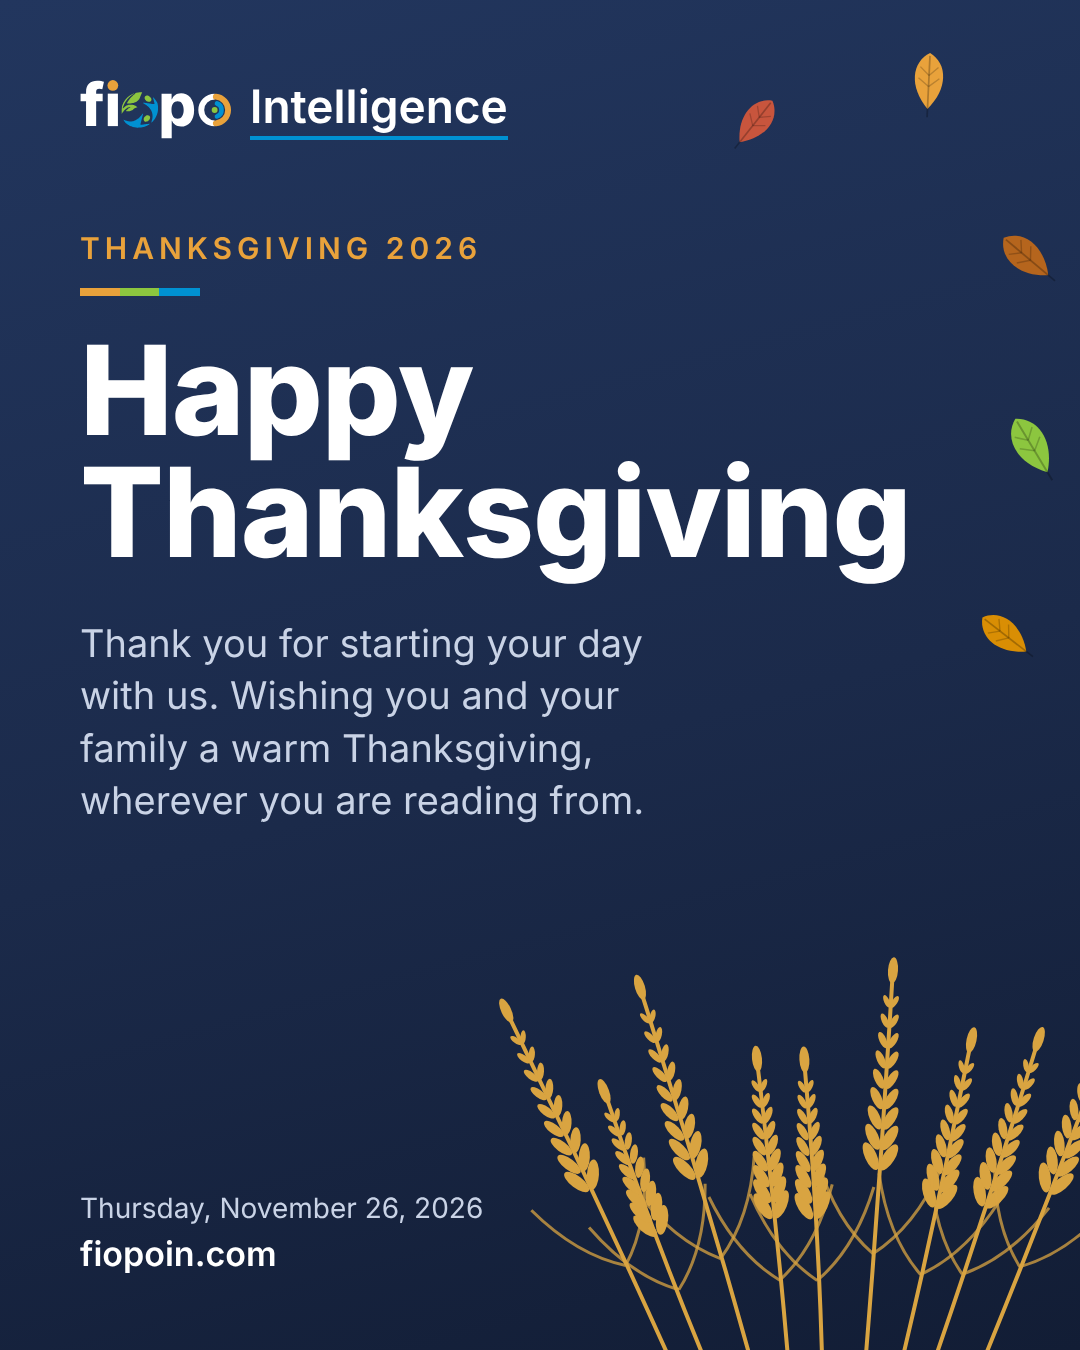 fiopo Intelligence
THANKSGIVING 2026
Happy
Thanksgiving
Thank you for starting your day
with us. Wishing you and your
family a warm Thanksgiving,
wherever you are reading from.
Thursday, November 26, 2026
fiopoin.com